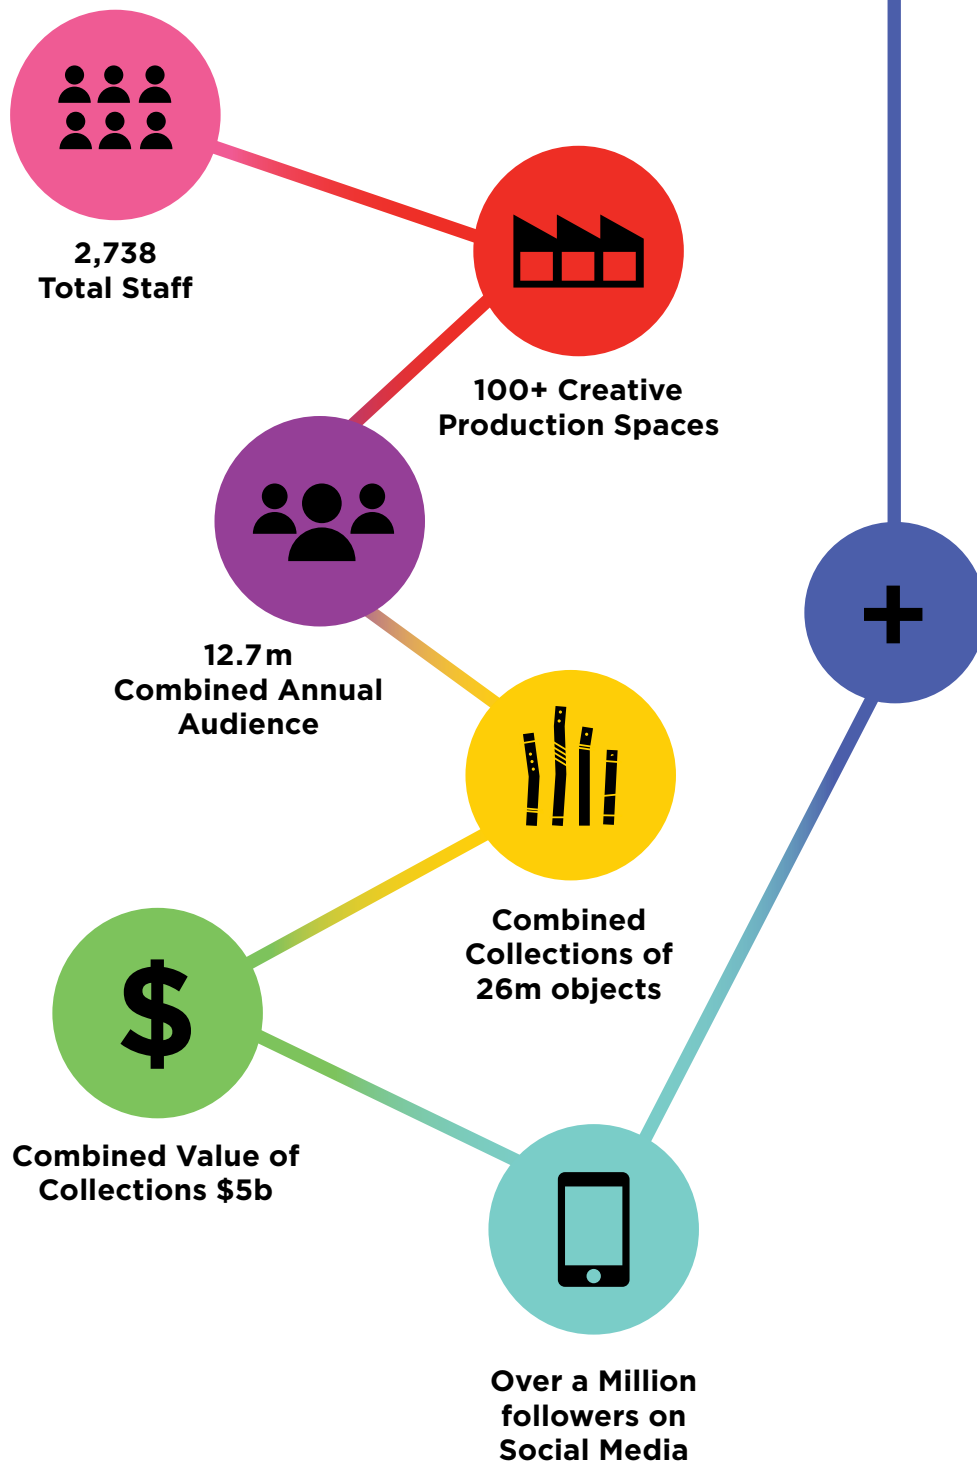 2,738
Total Staff
100+ Creative
Production Spaces
12.7m
Combined Annual
Audience
+
Combined
Collections of
26m objects
$
Combined Value of
Collections $5b
Over a Million
followers on
Social Media